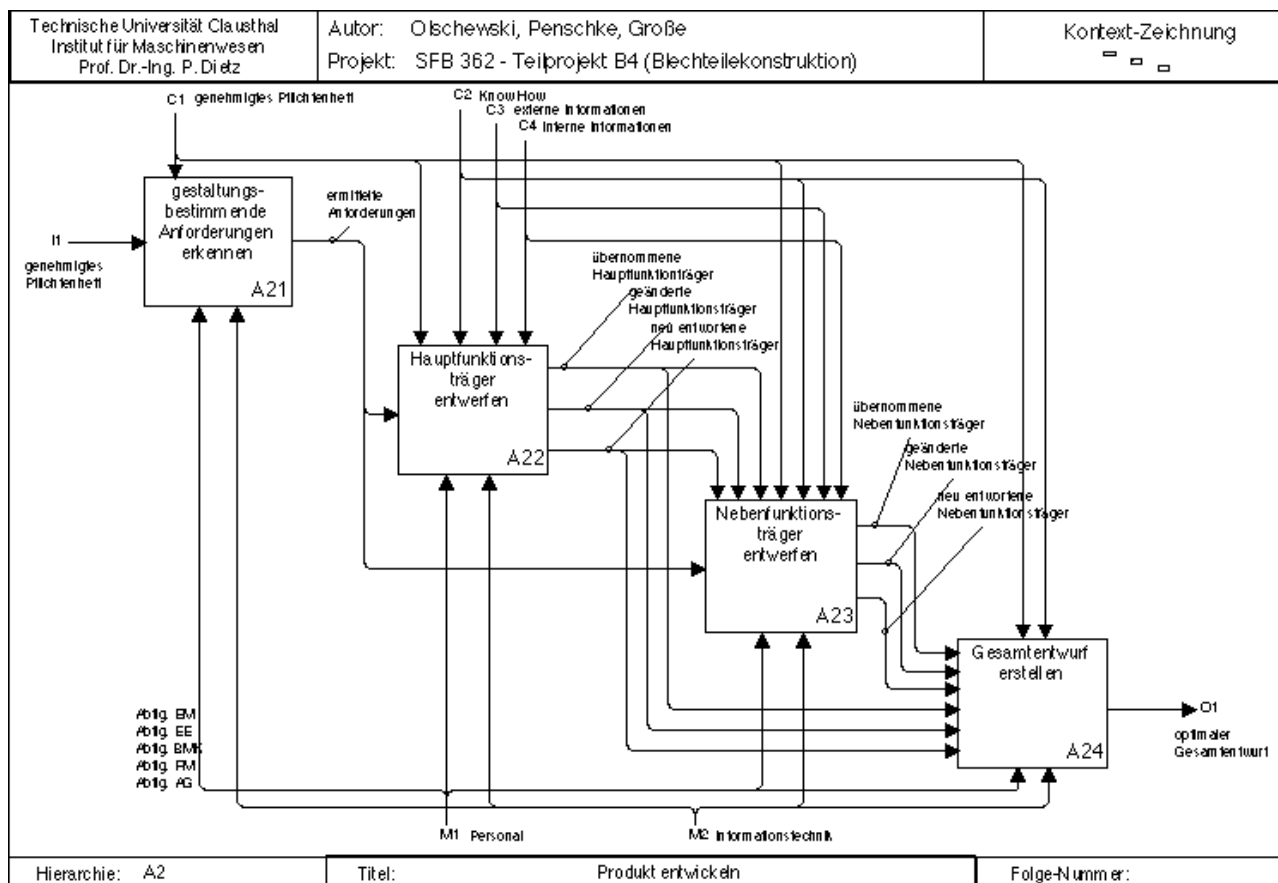 Technische Universität Clausthal
Institut für Maschinenwesen
Prof. Dr.-Ing. P. Dietz
Autor: Olschewski, Penschke, Große
Projekt: SFB 362 - Teilprojekt B4 (Blechteilekonstruktion)
Kontext-Zeichnung
C1 genehmigtes Pflichtenheft
C2 KnowHow
C3 externe Informationen
C4 Interne Informationen
gestaltungs-
bestimmende
Anforderungen
erkennen
A21
ermittelte
Anforderungen
I1
genehmigtes
Pflichtenheft
übernommene
Hauptfunktionträger
geänderte
Hauptfunktionsträger
neu entworfene
Hauptfunktionsträger
Hauptfunktions-
träger
entwerfen
A22
übernommene
Nebenfunktionsträger
geänderte
Nebenfunktionsträger
neu entworfene
Nebenfunktionsträger
Nebenfunktions-
träger
entwerfen
A23
Gesamtentwurf
erstellen
A24
O1
optimaler
Gesamtentwurf
Abtlg. EM
Abtlg. EE
Abtlg. BMK
Abtlg. FM
Abtlg. AG
M1 Personal
M2 Informationstechnik
Hierarchie: A2
Titel: Produkt entwickeln
Folge-Nummer: